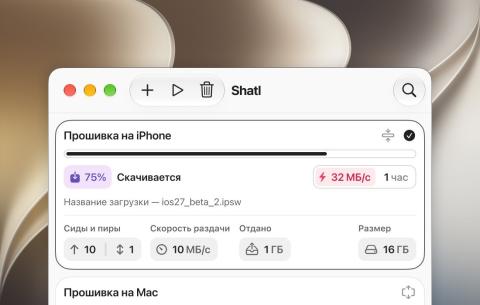 Shatl
Прошивка на iPhone
75% Скачивается 32 МБ/с 1 час
Название загрузки — ios27_beta_2.ipsw
Сиды и пиры Скорость раздачи Отдано Размер
10 1 10 МБ/с 1 ГБ 16 ГБ
Прошивка на Mac